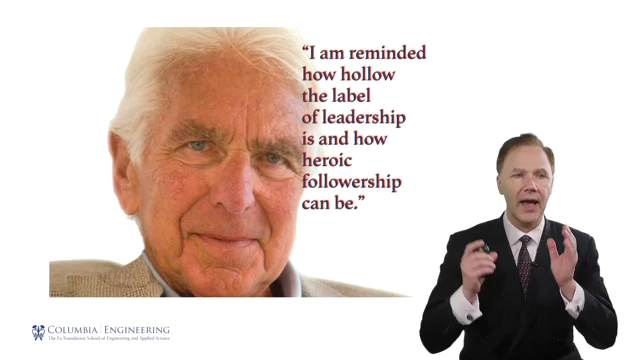 “I am reminded
how hollow
the label
of leadership
is and how
heroic
followership
can be.”
COLUMBIA | ENGINEERING
The Fu Foundation School of Engineering and Applied Science